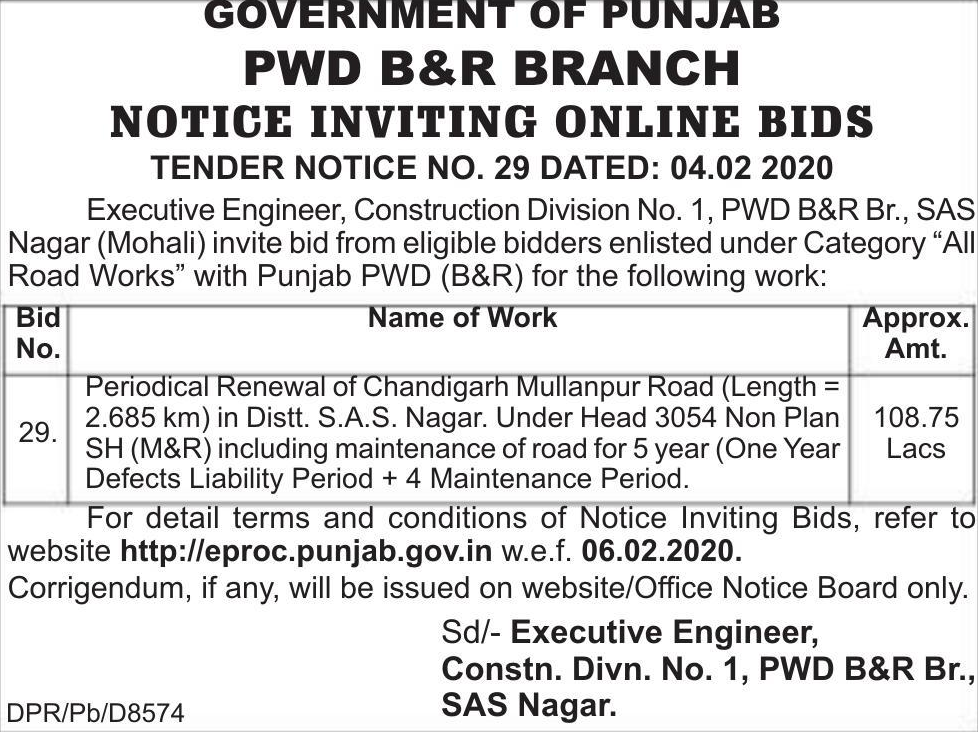 GOVERNMENT OF PUNJAB
PWD B&R BRANCH
NOTICE INVITING ONLINE BIDS
TENDER NOTICE NO. 29 DATED: 04.02 2020
Executive Engineer, Construction Division No. 1, PWD B&R Br., SAS
Nagar (Mohali) invite bid from eligible bidders enlisted under Category “All
Road Works” with Punjab PWD (B&R) for the following work:
Bid No. Name of Work Approx. Amt.
Periodical Renewal of Chandigarh Mullanpur Road (Length =
29. 2.685 km) in Distt. S.A.S. Nagar. Under Head 3054 Non Plan 108.75
SH (M&R) including maintenance of road for 5 year (One Year Lacs
Defects Liability Period + 4 Maintenance Period.
For detail terms and conditions of Notice Inviting Bids, refer to
website http://eproc.punjab.gov.in w.e.f. 06.02.2020.
Corrigendum, if any, will be issued on website/Office Notice Board only.
Sd/- Executive Engineer,
Constn. Divn. No. 1, PWD B&R Br.,
SAS Nagar.
DPR/Pb/D8574